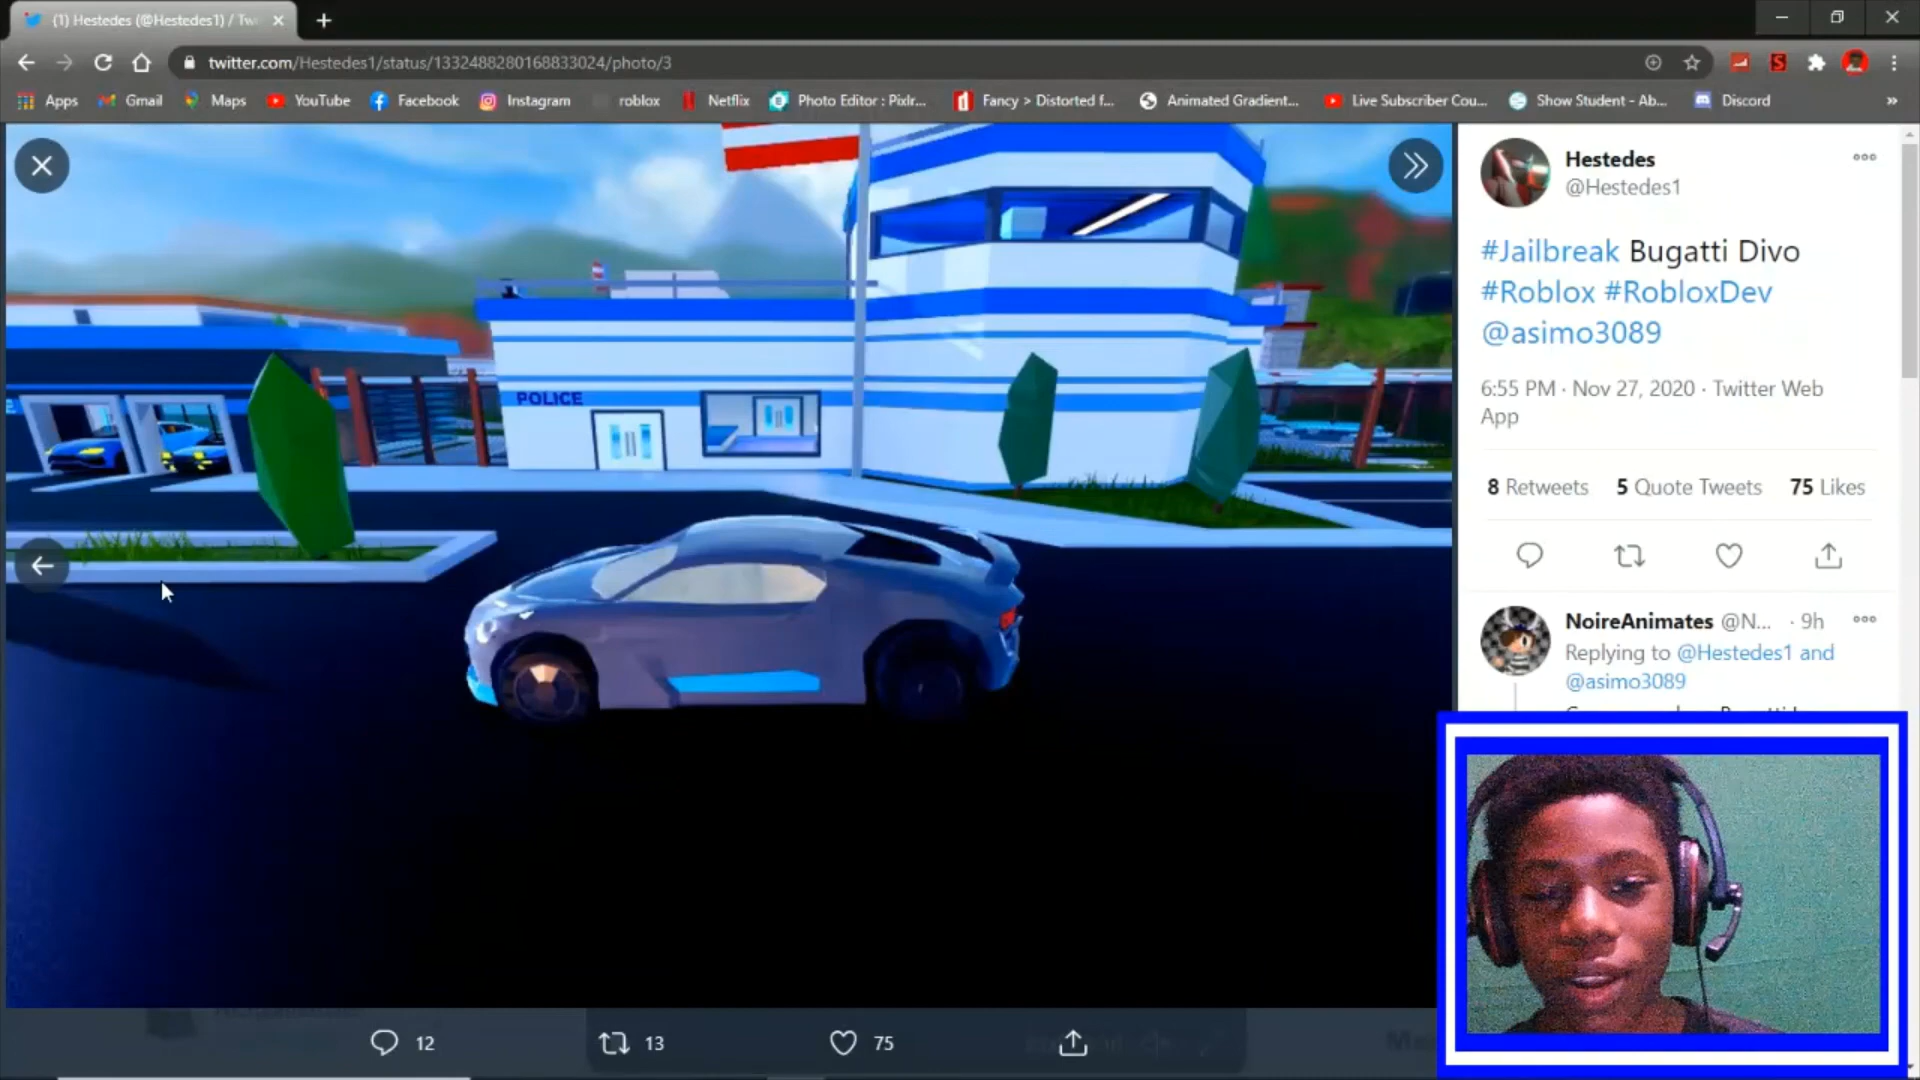 (1) Hestedes (@Hestedes1) / Tw
twitter.com/Hestedes1/status/1332488280168833024/photo/3
Apps Gmail Maps YouTube Facebook Instagram roblox Netflix Photo Editor : Pixlr... Fancy > Distorted f... Animated Gradient... Live Subscriber Cou... Show Student - Ab... Discord »
POLICE
Hestedes
@Hestedes1
#Jailbreak Bugatti Divo
#Roblox #RobloxDev
@asimo3089
6:55 PM · Nov 27, 2020 · Twitter Web
App
8 Retweets 5 Quote Tweets 75 Likes
NoireAnimates @N... · 9h
Replying to @Hestedes1 and
@asimo3089
12 13 75